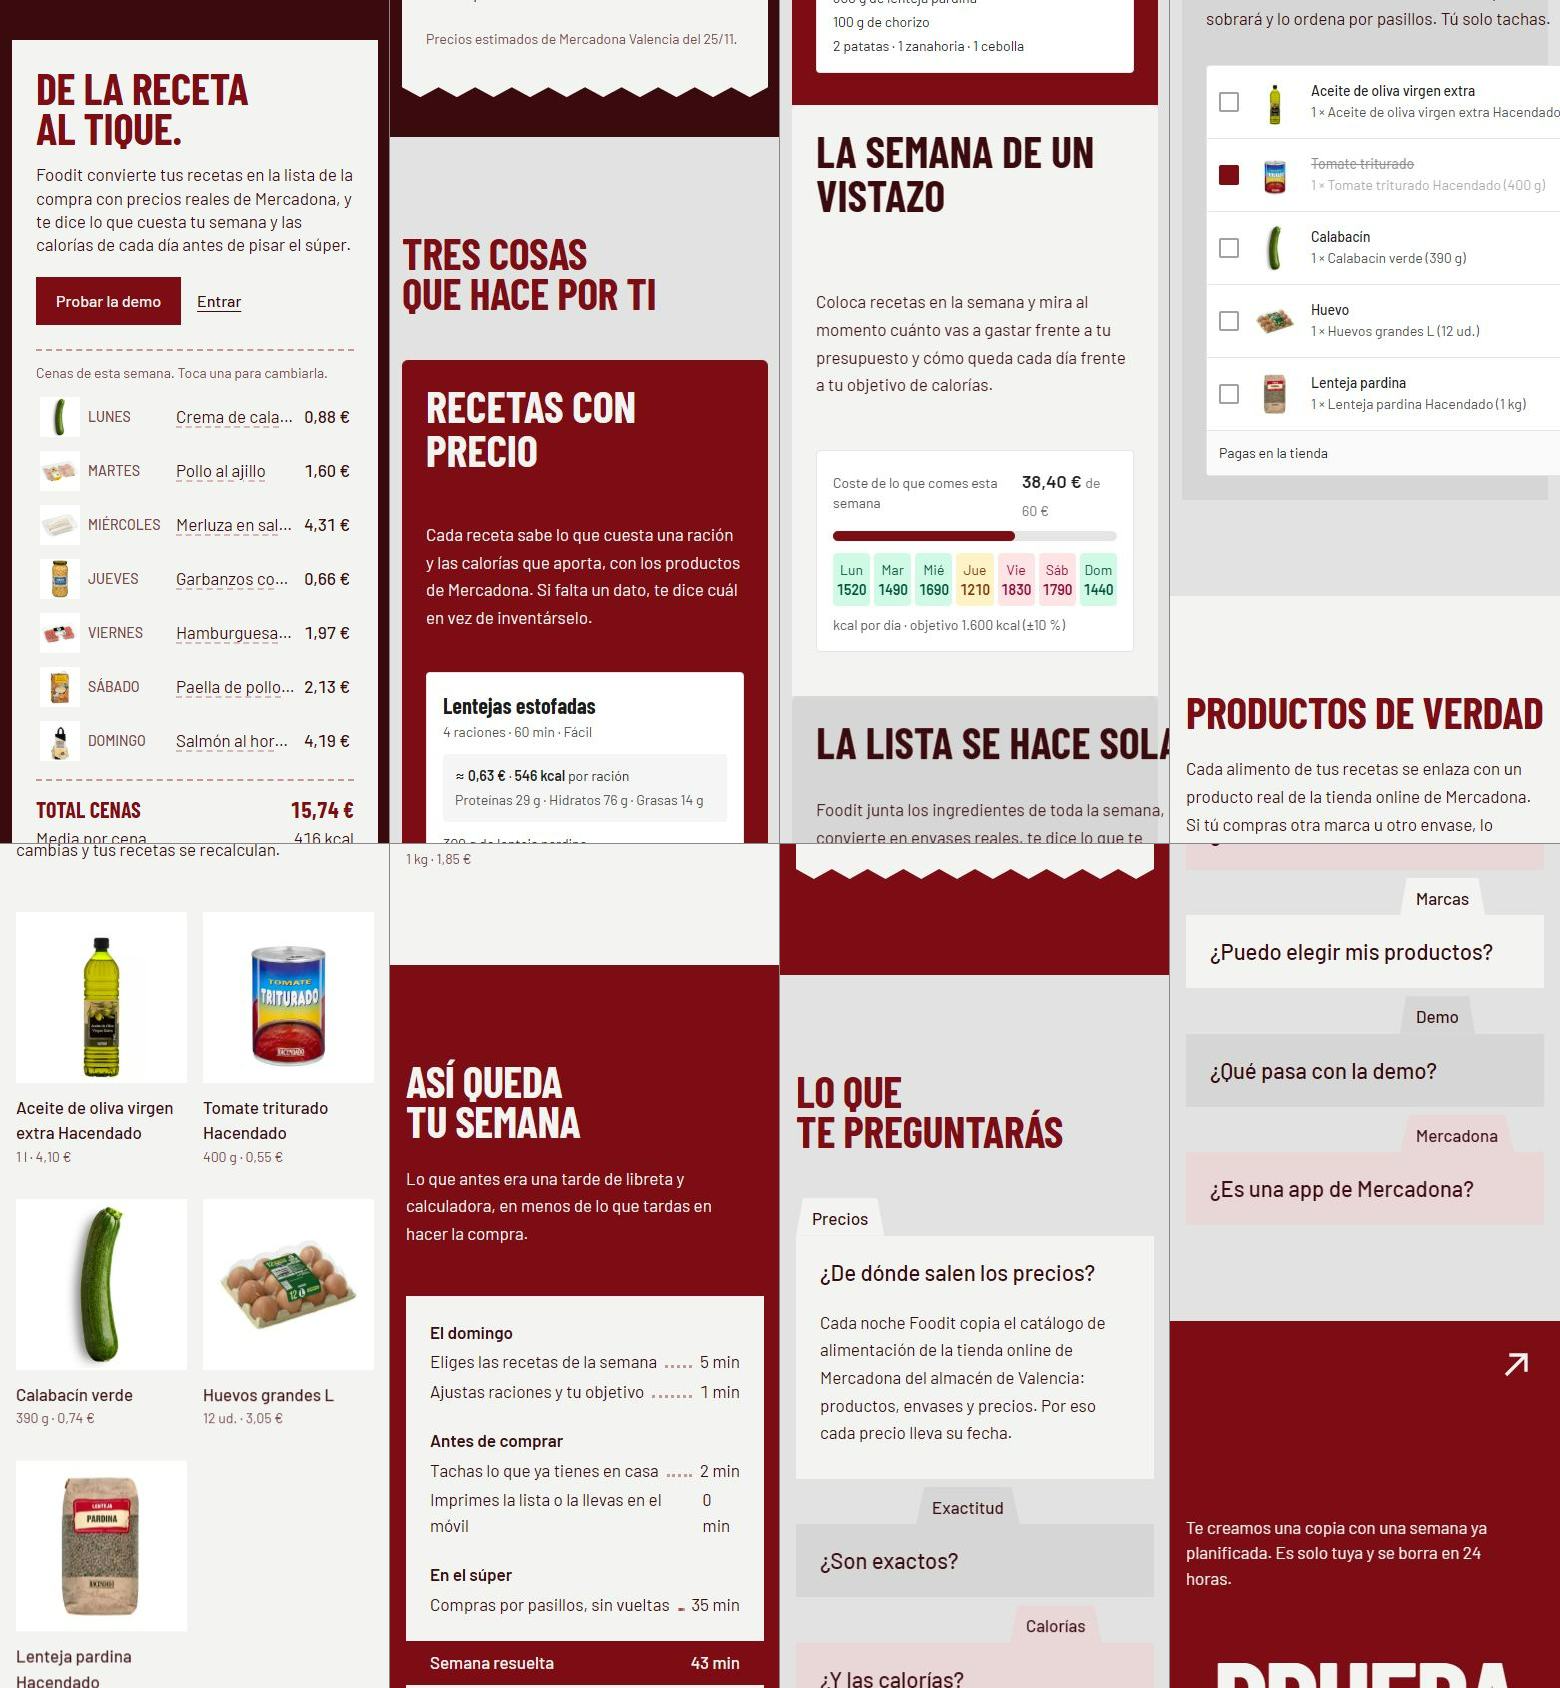 DE LA RECETA
AL TIQUE.
Foodit convierte tus recetas en la lista de la
compra con precios reales de Mercadona, y
te dice lo que cuesta tu semana y las
calorías de cada día antes de pisar el súper.
Probar la demo Entrar
Cenas de esta semana. Toca una para cambiarla.
LUNES Crema de cala... 0,88 €
MARTES Pollo al ajillo 1,60 €
MIÉRCOLES Merluza en sal... 4,31 €
JUEVES Garbanzos co... 0,66 €
VIERNES Hamburguesa... 1,97 €
SÁBADO Paella de pollo... 2,13 €
DOMINGO Salmón al hor... 4,19 €
TOTAL CENAS 15,74 €
Media por cena 416 kcal
Precios estimados de Mercadona Valencia del 25/11.
TRES COSAS
QUE HACE POR TI
RECETAS CON
PRECIO
Cada receta sabe lo que cuesta una ración
y las calorías que aporta, con los productos
de Mercadona. Si falta un dato, te dice cuál
en vez de inventárselo.
Lentejas estofadas
4 raciones · 60 min · Fácil
≈ 0,63 € · 546 kcal por ración
Proteínas 29 g · Hidratos 76 g · Grasas 14 g
100 g de chorizo
2 patatas · 1 zanahoria · 1 cebolla
LA SEMANA DE UN
VISTAZO
Coloca recetas en la semana y mira al
momento cuánto vas a gastar frente a tu
presupuesto y cómo queda cada día frente
a tu objetivo de calorías.
Coste de lo que comes esta
semana
38,40 € de
60 €
Lun Mar Mié Jue Vie Sáb Dom
1520 1490 1690 1210 1830 1790 1440
kcal por día · objetivo 1.600 kcal (±10 %)
LA LISTA SE HACE SOLA
Foodit junta los ingredientes de toda la semana,
convierte en envases reales, te dice lo que te
sobrará y lo ordena por pasillos. Tú solo tachas.
Aceite de oliva virgen extra
1 × Aceite de oliva virgen extra Hacendado
Tomate triturado
1 × Tomate triturado Hacendado (400 g)
Calabacín
1 × Calabacín verde (390 g)
Huevo
1 × Huevos grandes L (12 ud.)
Lenteja pardina
1 × Lenteja pardina Hacendado (1 kg)
Pagas en la tienda
PRODUCTOS DE VERDAD
Cada alimento de tus recetas se enlaza con un
producto real de la tienda online de Mercadona.
Si tú compras otra marca u otro envase, lo
cambias y tus recetas se recalculan.
TOMATE
TRITURADO
HACENDADO
Aceite de oliva virgen
extra Hacendado
1 l · 4,10 €
Tomate triturado
Hacendado
400 g · 0,55 €
Calabacín verde
390 g · 0,74 €
Huevos grandes L
12 ud. · 3,05 €
LENTEJA
PARDINA
HACENDADO
Lenteja pardina
Hacendado
1 kg · 1,85 €
ASÍ QUEDA
TU SEMANA
Lo que antes era una tarde de libreta y
calculadora, en menos de lo que tardas en
hacer la compra.
El domingo
Eliges las recetas de la semana ..... 5 min
Ajustas raciones y tu objetivo ....... 1 min
Antes de comprar
Tachas lo que ya tienes en casa ..... 2 min
Imprimes la lista o la llevas en el
móvil
0
min
En el súper
Compras por pasillos, sin vueltas . 35 min
Semana resuelta 43 min
LO QUE
TE PREGUNTARÁS
Precios
¿De dónde salen los precios?
Cada noche Foodit copia el catálogo de
alimentación de la tienda online de
Mercadona del almacén de Valencia:
productos, envases y precios. Por eso
cada precio lleva su fecha.
Exactitud
¿Son exactos?
Calorías
¿Y las calorías?
Marcas
¿Puedo elegir mis productos?
Demo
¿Qué pasa con la demo?
Mercadona
¿Es una app de Mercadona?
Te creamos una copia con una semana ya
planificada. Es solo tuya y se borra en 24
horas.
PRUEBA